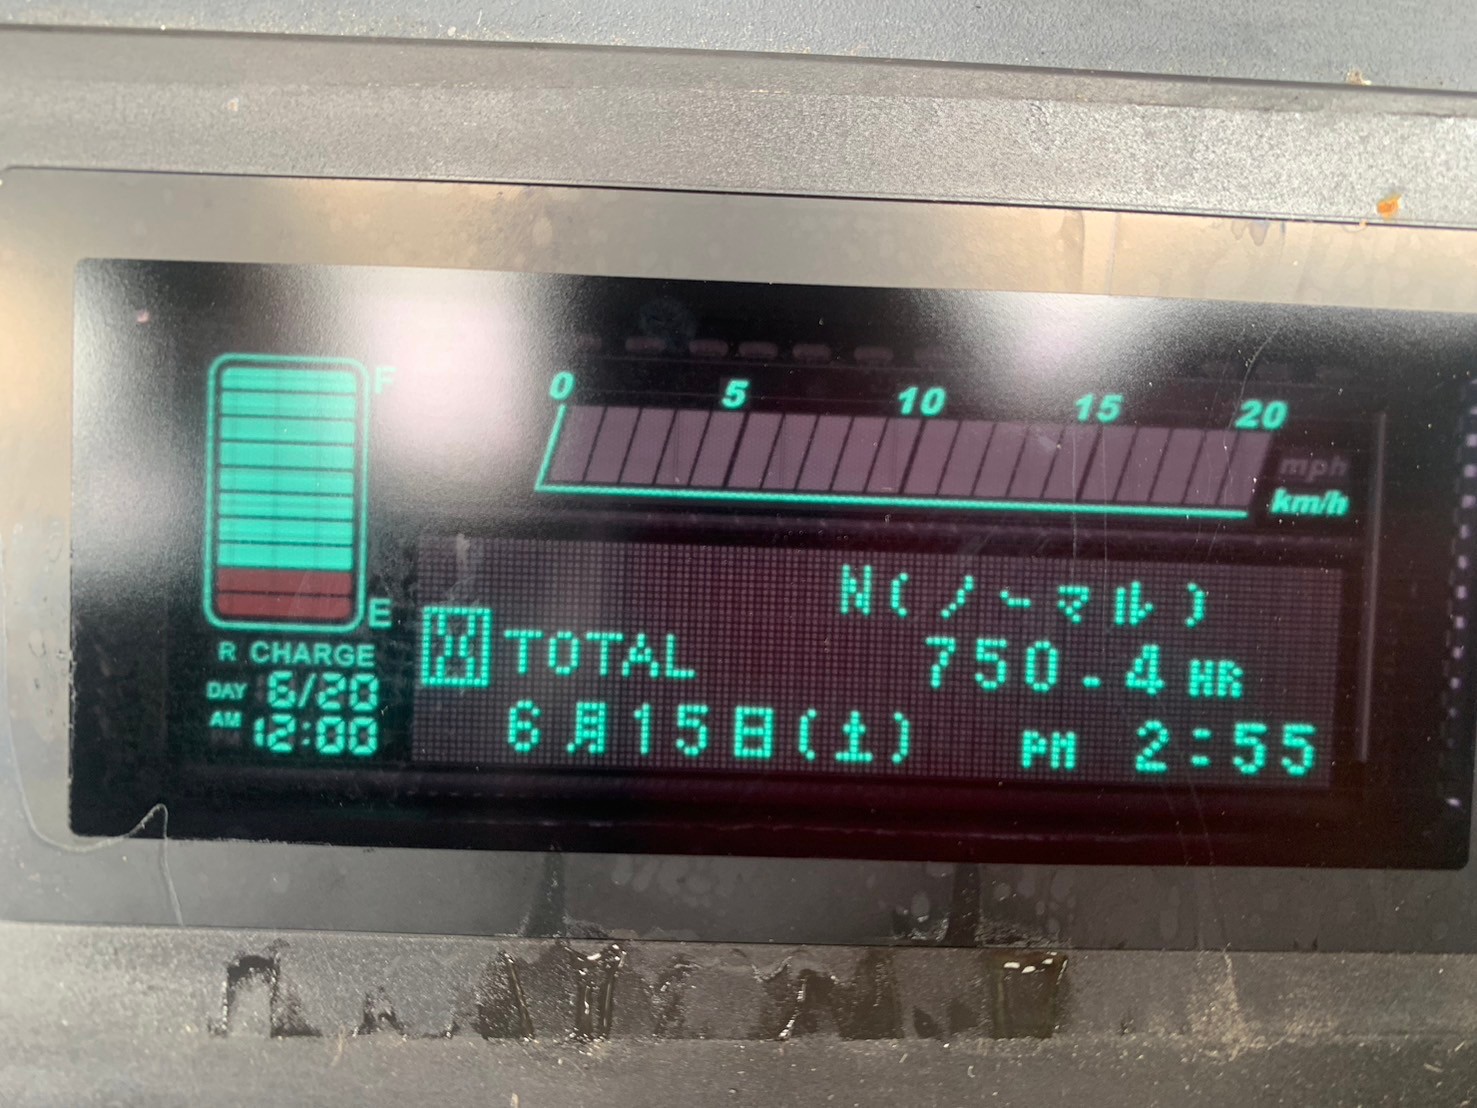 F
E
R CHARGE
DAY 6/20
AM 12:00
0 5 10 15 20
mph
km/h
N(ノーマル)
TOTAL 750.4 HR
6月15日(土) PM 2:55